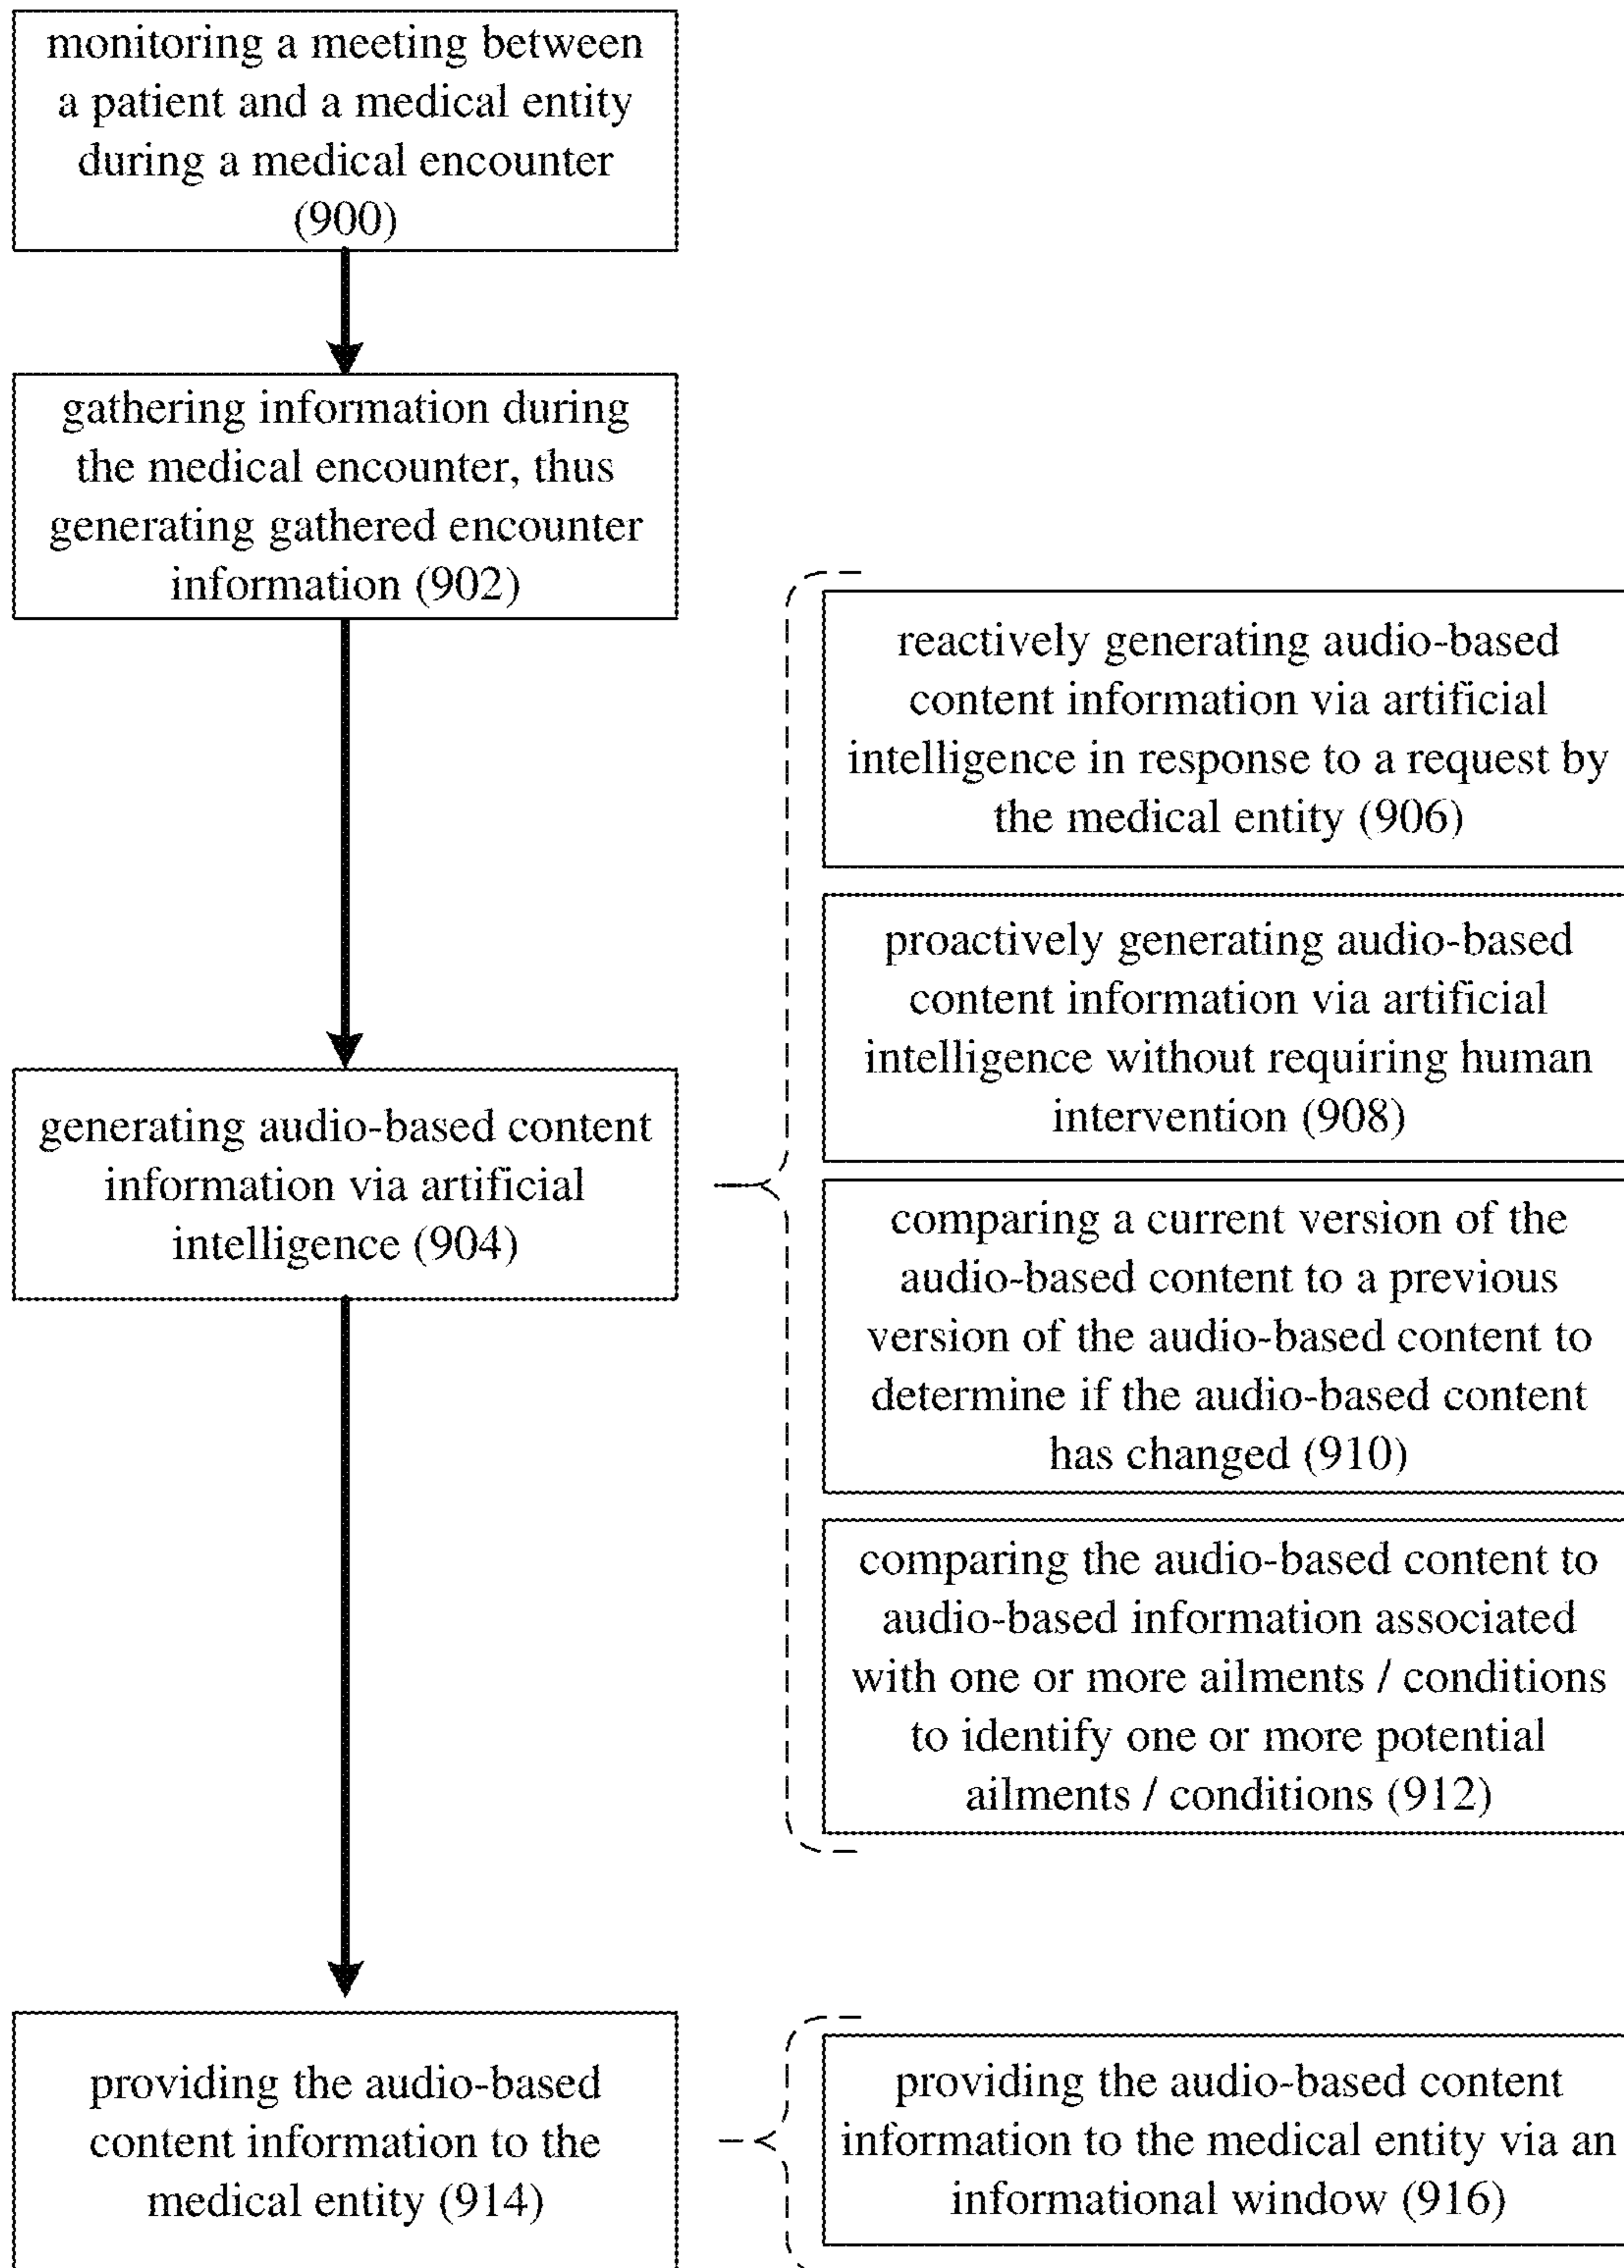 monitoring a meeting between
a patient and a medical entity
during a medical encounter
(900)
gathering information during
the medical encounter, thus
generating gathered encounter
information (902)
generating audio-based content
information via artificial
intelligence (904)
reactively generating audio-based
content information via artificial
intelligence in response to a request by
the medical entity (906)
proactively generating audio-based
content information via artificial
intelligence without requiring human
intervention (908)
comparing a current version of the
audio-based content to a previous
version of the audio-based content to
determine if the audio-based content
has changed (910)
comparing the audio-based content to
audio-based information associated
with one or more ailments / conditions
to identify one or more potential
ailments / conditions (912)
providing the audio-based
content information to the
medical entity (914)
providing the audio-based content
information to the medical entity via an
informational window (916)